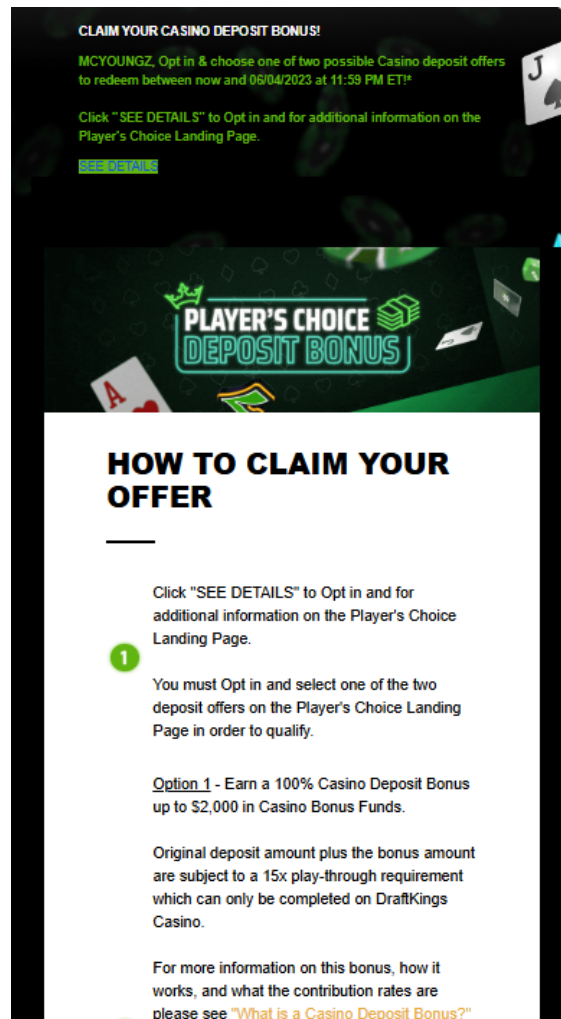 CLAIM YOUR CASINO DEPOSIT BONUS!
MCYOUNGZ, Opt in & choose one of two possible Casino deposit offers
to redeem between now and 06/04/2023 at 11:59 PM ET!*
Click "SEE DETAILS" to Opt in and for additional information on the
Player's Choice Landing Page.
SEE DETAILS
J
PLAYER'S CHOICE
DEPOSIT BONUS
A
HOW TO CLAIM YOUR
OFFER
Click "SEE DETAILS" to Opt in and for
additional information on the Player's Choice
Landing Page.
1
You must Opt in and select one of the two
deposit offers on the Player's Choice Landing
Page in order to qualify.
Option 1 - Earn a 100% Casino Deposit Bonus
up to $2,000 in Casino Bonus Funds.
Original deposit amount plus the bonus amount
are subject to a 15x play-through requirement
which can only be completed on DraftKings
Casino.
For more information on this bonus, how it
works, and what the contribution rates are
please see "What is a Casino Deposit Bonus?"